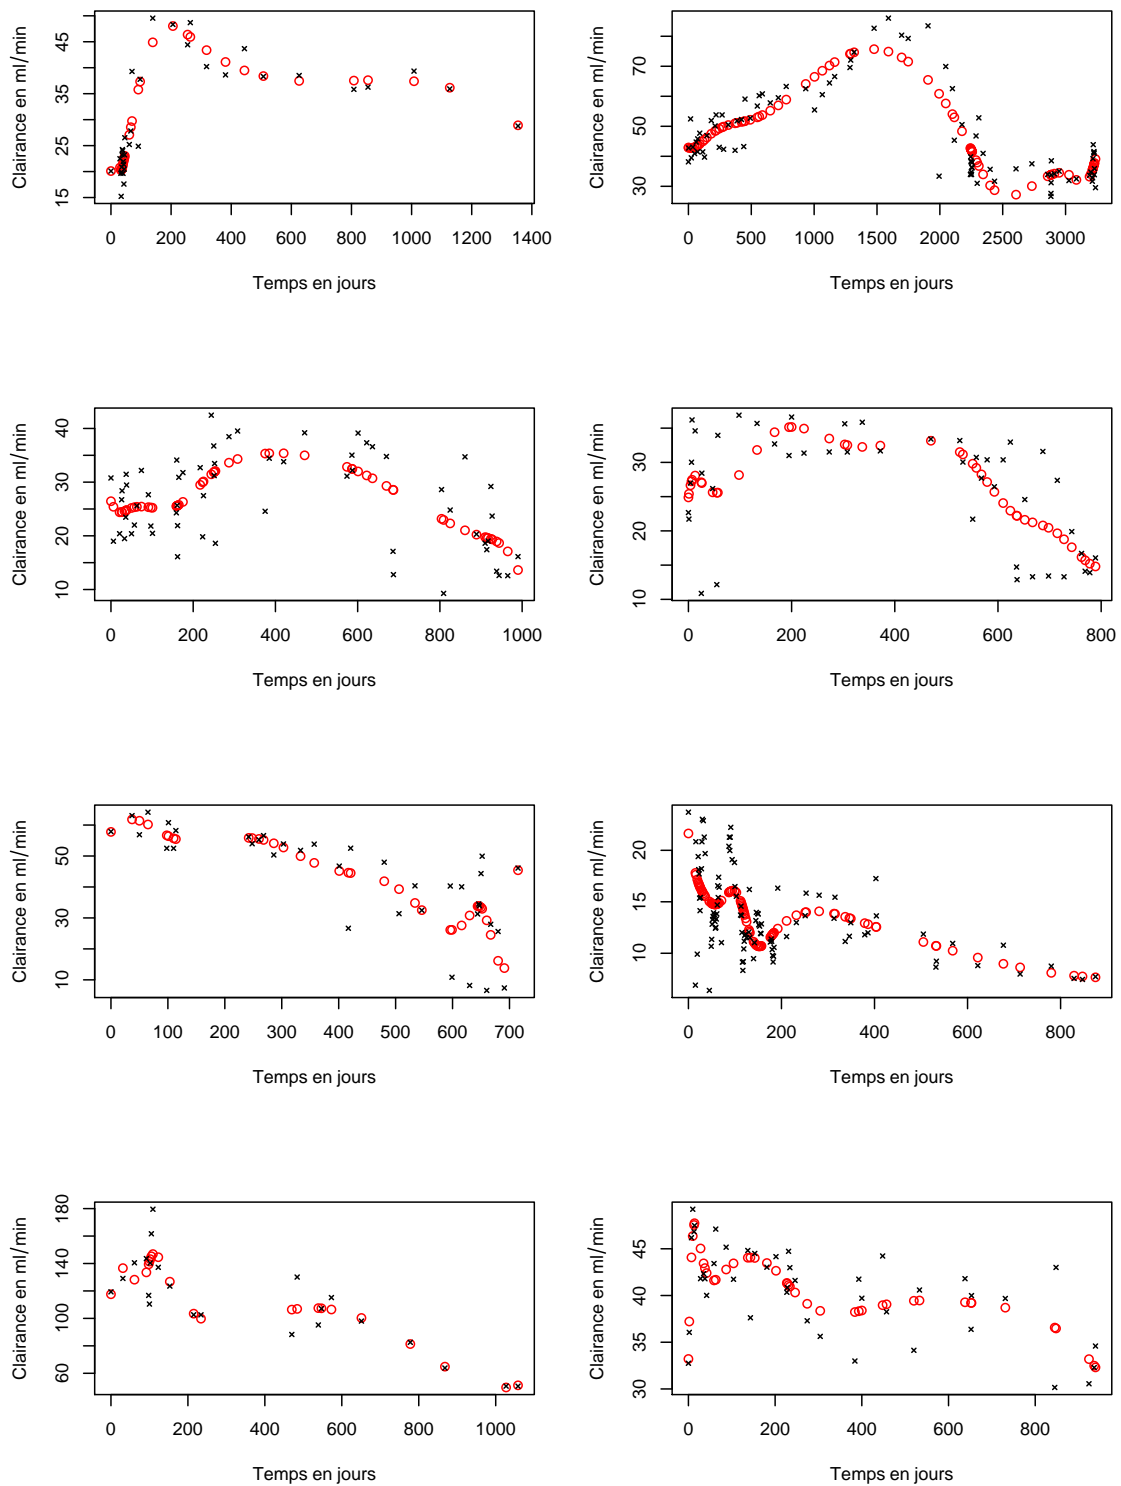 Clairance en ml/min
15 25 35 45
0 200 400 600 800 1000 1200 1400
Temps en jours
Clairance en ml/min
30 50 70
0 500 1000 1500 2000 2500 3000
Temps en jours
Clairance en ml/min
10 20 30 40
0 200 400 600 800 1000
Temps en jours
Clairance en ml/min
10 30
0 200 400 600 800
Temps en jours
Clairance en ml/min
10 30 50
0 100 200 300 400 500 600 700
Temps en jours
Clairance en ml/min
10 15 20
0 200 400 600 800
Temps en jours
Clairance en ml/min
60 100 140 180
0 200 400 600 800 1000
Temps en jours
Clairance en ml/min
30 35 40 45
0 200 400 600 800
Temps en jours